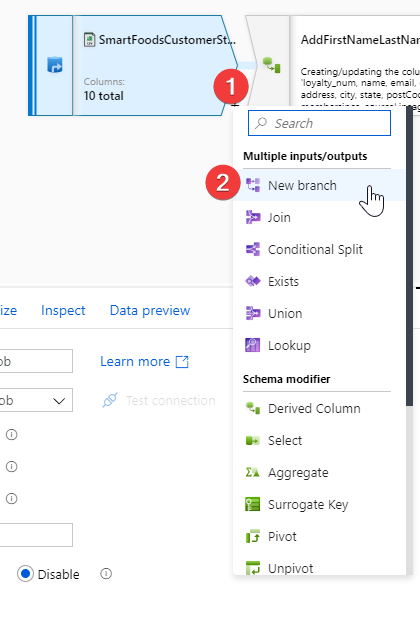 SmartFoodsCustomerSt...
Columns:
10 total
1
AddFirstNameLastNam
Creating/updating the colu
'loyalty_num, name, email,
address, city, state, postCod
Search
Multiple inputs/outputs
2
New branch
Join
Conditional Split
Exists
Union
Lookup
Schema modifier
Derived Column
Select
Aggregate
Surrogate Key
Pivot
Unpivot
ize Inspect Data preview
ob Learn more
ob Test connection
Disable